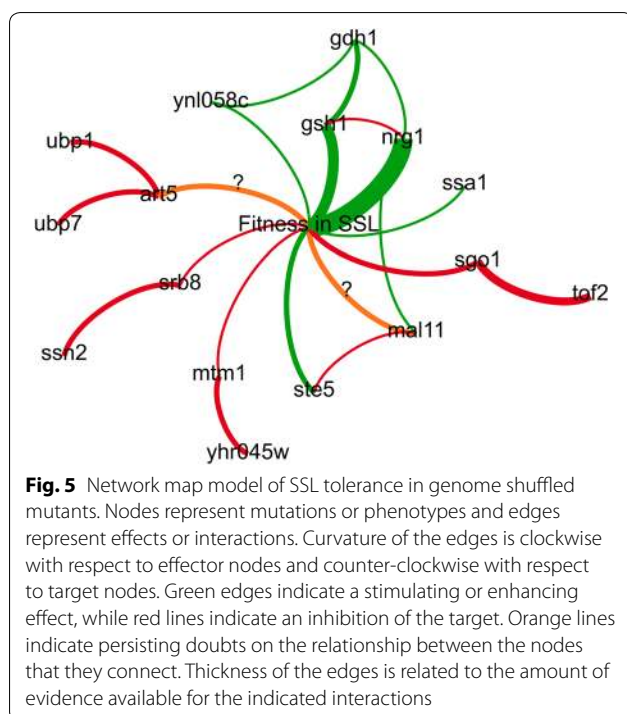 gdh1
ynl058c
gsh1
nrg1
ubp1
ssa1
art5
?
ubp7
Fitness in SSL
sgo1
srb8
?
tof2
mal11
ssn2
mtm1
ste5
yhr045w
Fig. 5 Network map model of SSL tolerance in genome shuffled
mutants. Nodes represent mutations or phenotypes and edges
represent effects or interactions. Curvature of the edges is clockwise
with respect to effector nodes and counter-clockwise with respect
to target nodes. Green edges indicate a stimulating or enhancing
effect, while red lines indicate an inhibition of the target. Orange lines
indicate persisting doubts on the relationship between the nodes
that they connect. Thickness of the edges is related to the amount of
evidence available for the indicated interactions